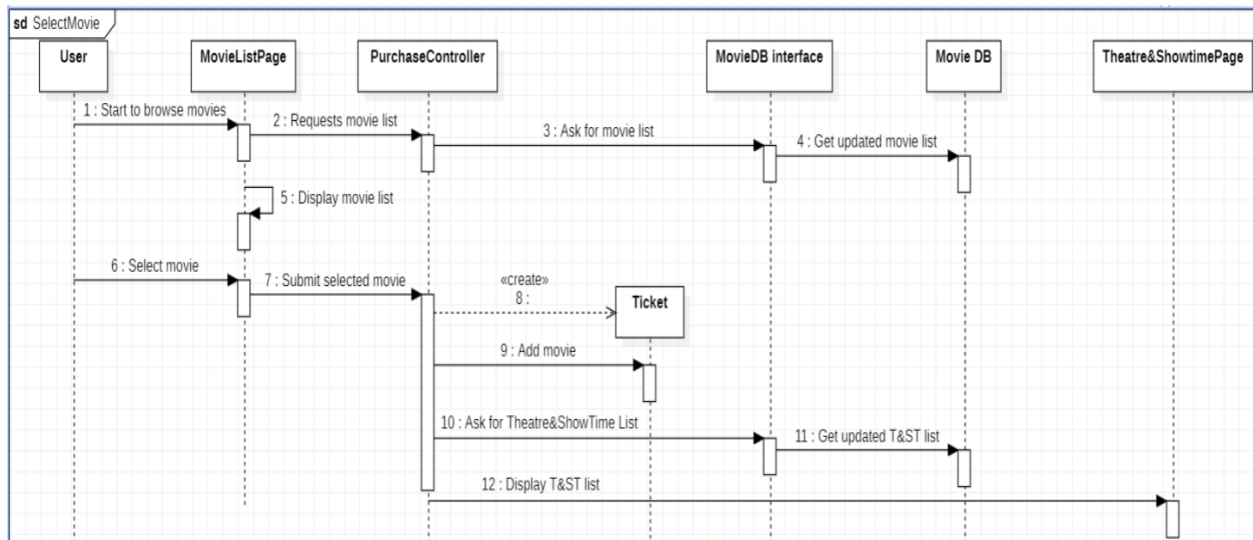 sd SelectMovie
User
MovieListPage
PurchaseController
MovieDB interface
Movie DB
Theatre&ShowtimePage
1 : Start to browse movies
2 : Requests movie list
3 : Ask for movie list
4 : Get updated movie list
5 : Display movie list
6 : Select movie
7 : Submit selected movie
«create»
8 :
Ticket
9 : Add movie
10 : Ask for Theatre&ShowTime List
11 : Get updated T&ST list
12 : Display T&ST list